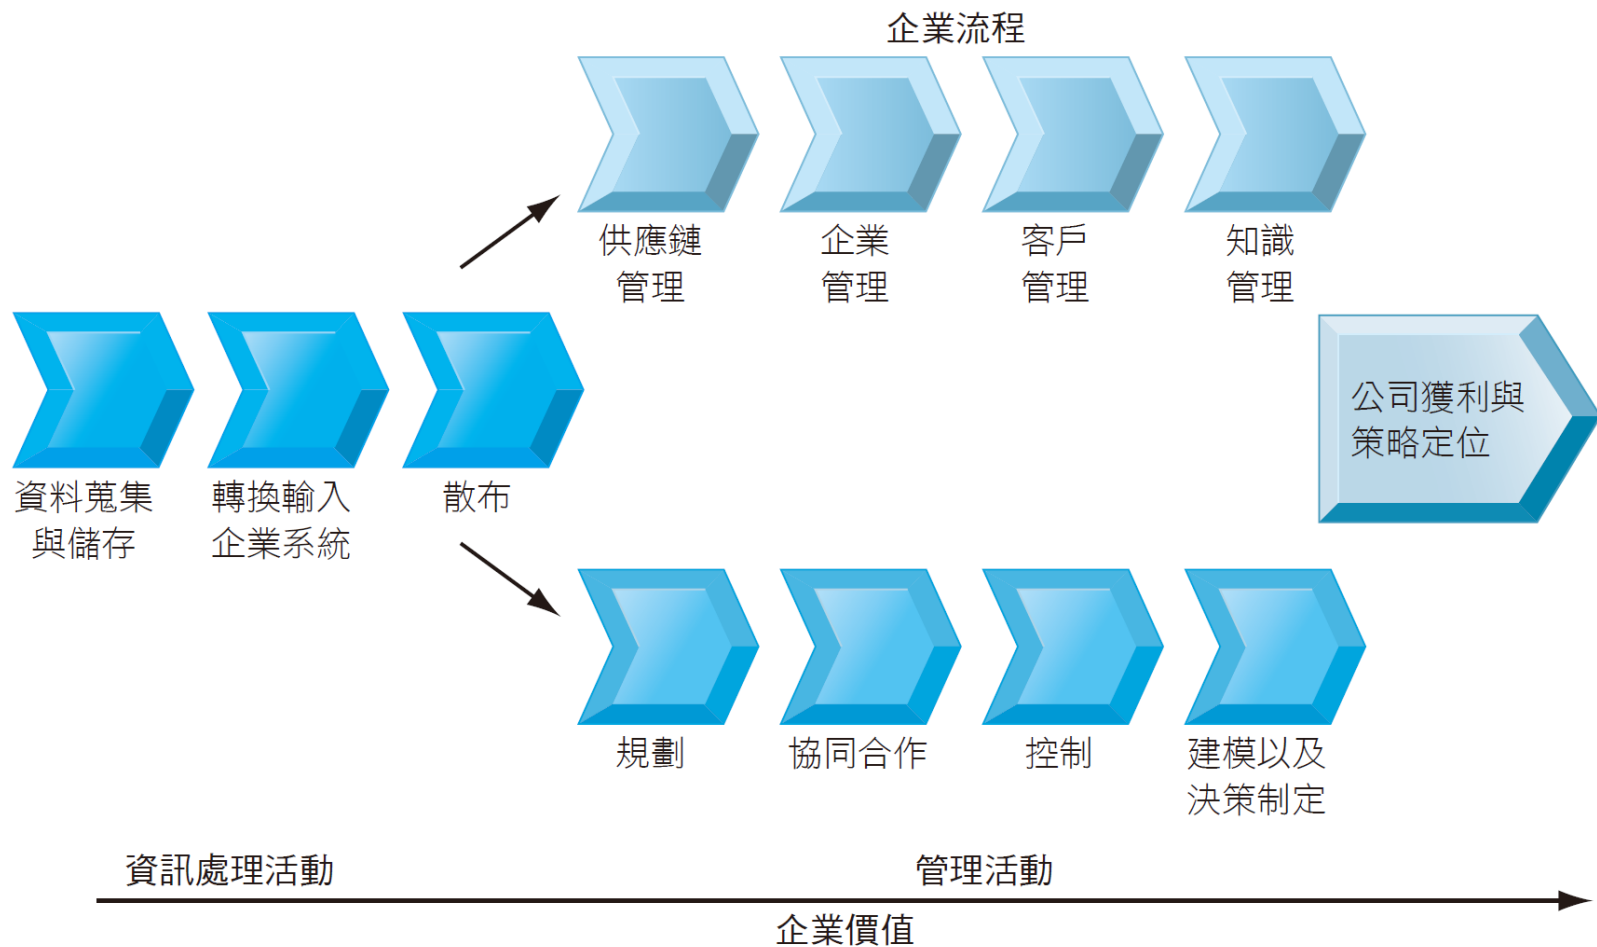 企業流程
供應鏈
管理
企業
管理
客戶
管理
知識
管理
資料蒐集
與儲存
轉換輸入
企業系統
散布
公司獲利與
策略定位
規劃
協同合作
控制
建模以及
決策制定
資訊處理活動
管理活動
企業價值